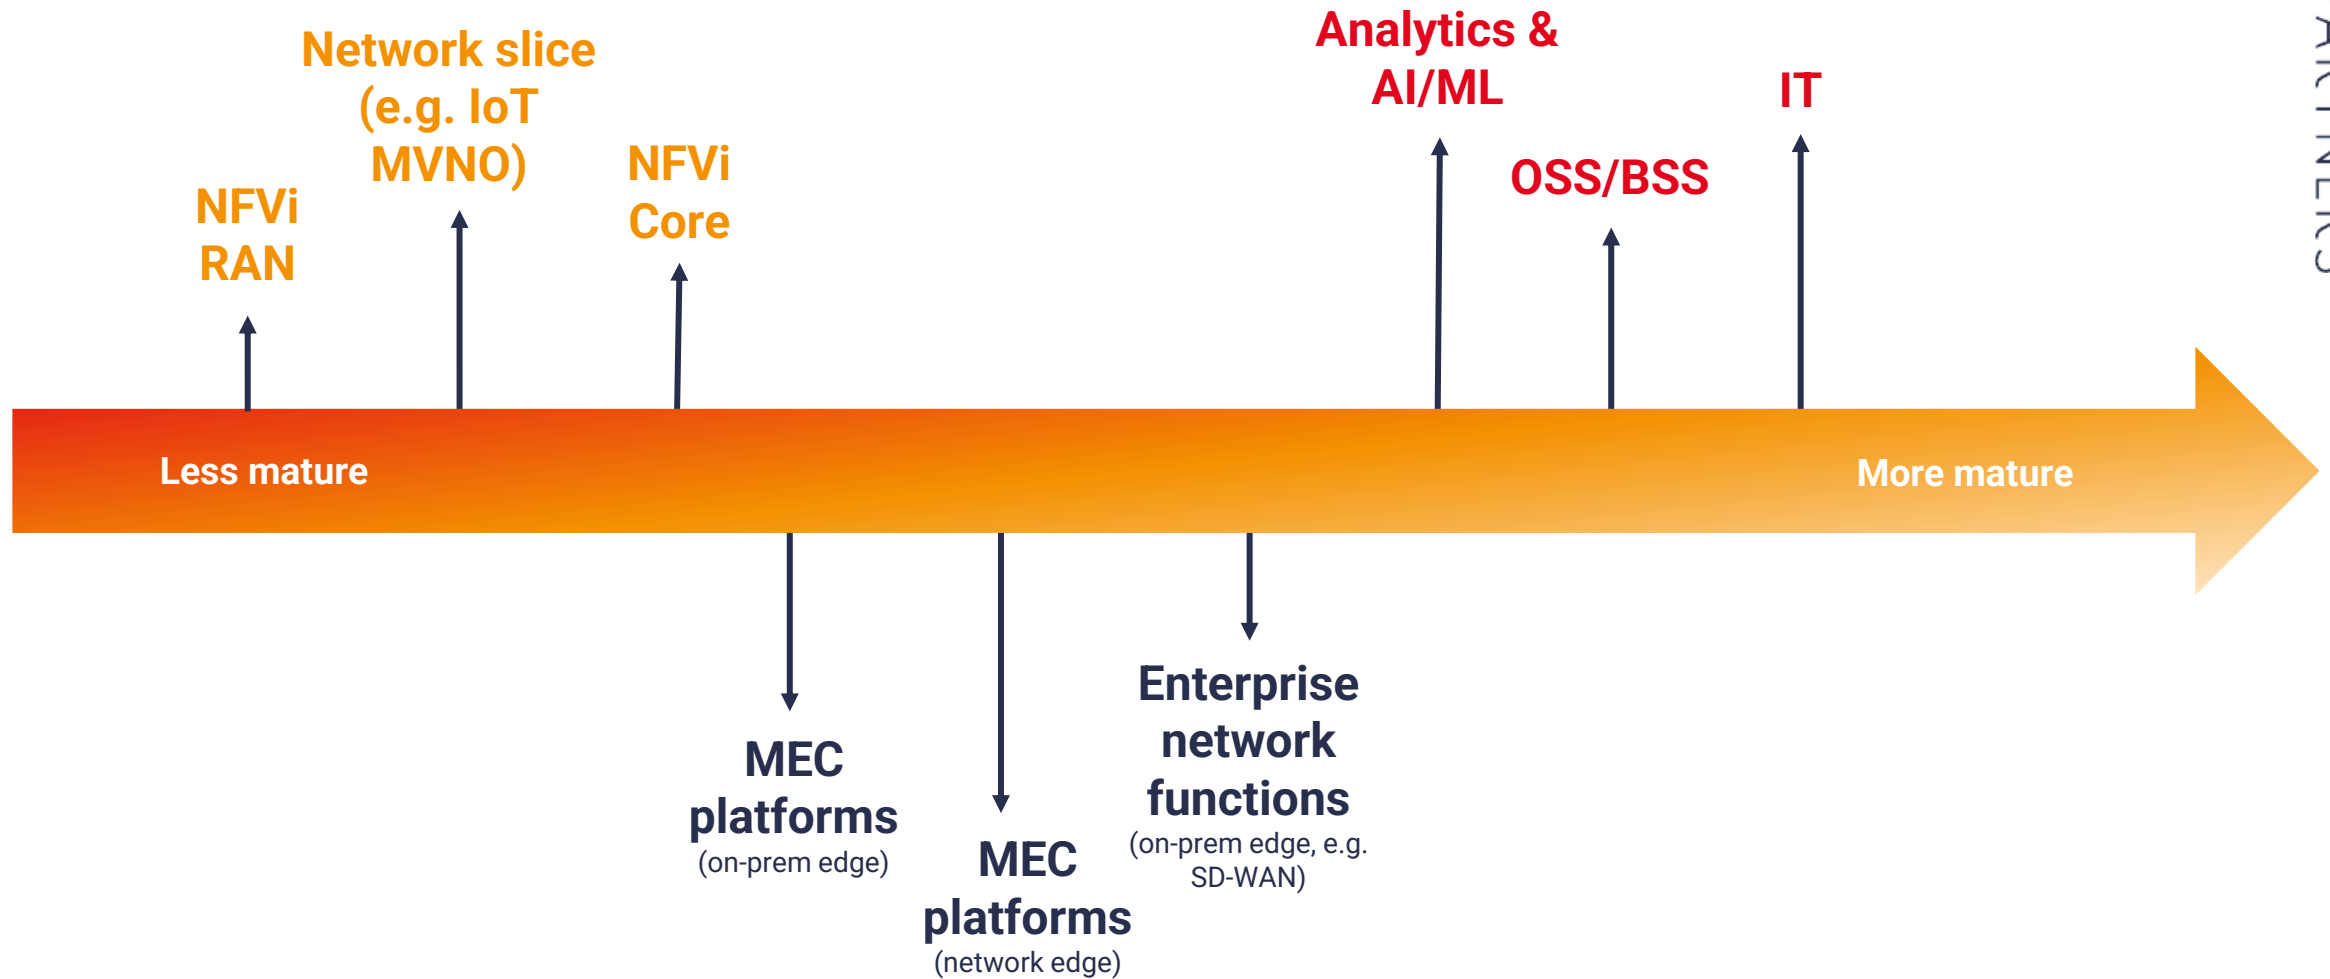 Network slice
(e.g. IoT
MVNO)
NFVi
RAN
NFVi
Core
Analytics &
AI/ML
OSS/BSS
IT
Less mature
More mature
MEC
platforms
(on-prem edge)
MEC
platforms
(network edge)
Enterprise
network
functions
(on-prem edge, e.g.
SD-WAN)